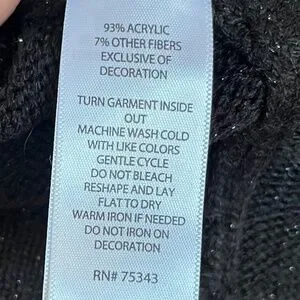 93% ACRYLIC
7% OTHER FIBERS
EXCLUSIVE OF
DECORATION
TURN GARMENT INSIDE
OUT
MACHINE WASH COLD
WITH LIKE COLORS
GENTLE CYCLE
DO NOT BLEACH
RESHAPE AND LAY
FLAT TO DRY
WARM IRON IF NEEDED
DO NOT IRON ON
DECORATION
RN# 75343